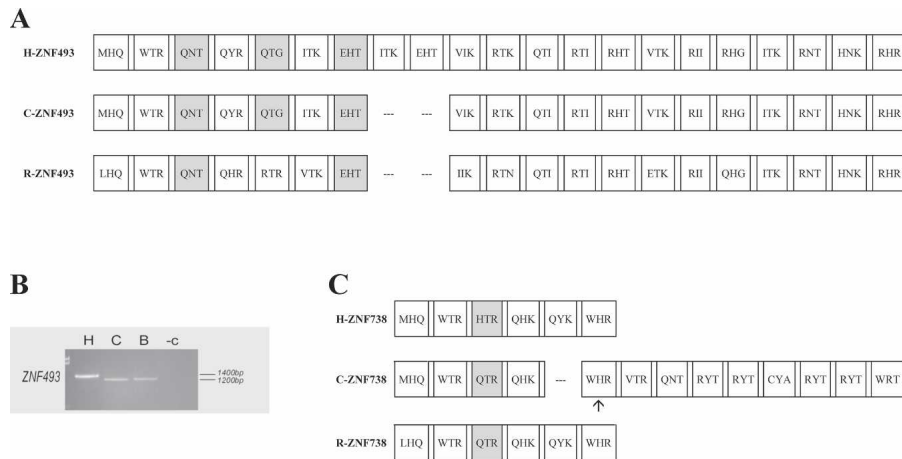 A
H-ZNF493 MHQ WTR QNT QYR QTG ITK EHT ITK EHT VIK RTK QTI RTI RHT VTK RII RHG ITK RNT HNK RHR
C-ZNF493 MHQ WTR QNT QYR QTG ITK EHT --- --- VIK RTK QTI RTI RHT VTK RII RHG ITK RNT HNK RHR
R-ZNF493 LHQ WTR QNT QHR RTR VTK EHT --- --- IIK RTN QTI RTI RHT ETK RII QHG ITK RNT HNK RHR
B
H C B -c
ZNF493
1400bp
1200bp
C
H-ZNF738 MHQ WTR HTR QHK QYK WHR
C-ZNF738 MHQ WTR QTR QHK --- WHR VTR QNT RYT RYT CYA RYT RYT WRT
R-ZNF738 LHQ WTR QTR QHK QYK WHR